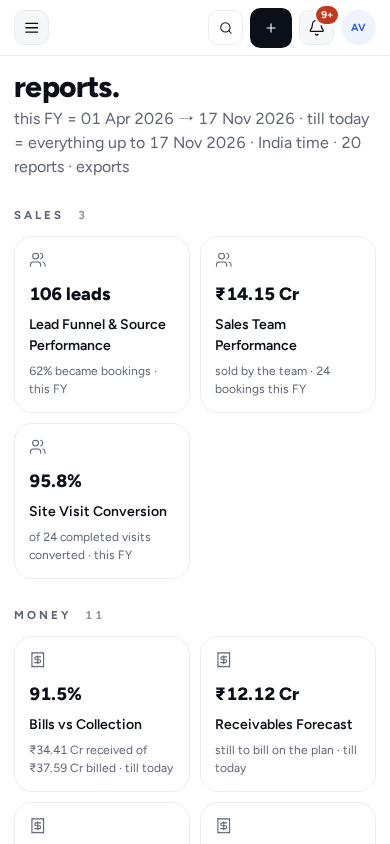 9+
AV
reports.
this FY = 01 Apr 2026 → 17 Nov 2026 · till today
= everything up to 17 Nov 2026 · India time · 20
reports · exports
SALES 3
106 leads
Lead Funnel & Source
Performance
62% became bookings ·
this FY
₹14.15 Cr
Sales Team
Performance
sold by the team · 24
bookings this FY
95.8%
Site Visit Conversion
of 24 completed visits
converted · this FY
MONEY 11
91.5%
Bills vs Collection
₹34.41 Cr received of
₹37.59 Cr billed · till today
₹12.12 Cr
Receivables Forecast
still to bill on the plan · till
today